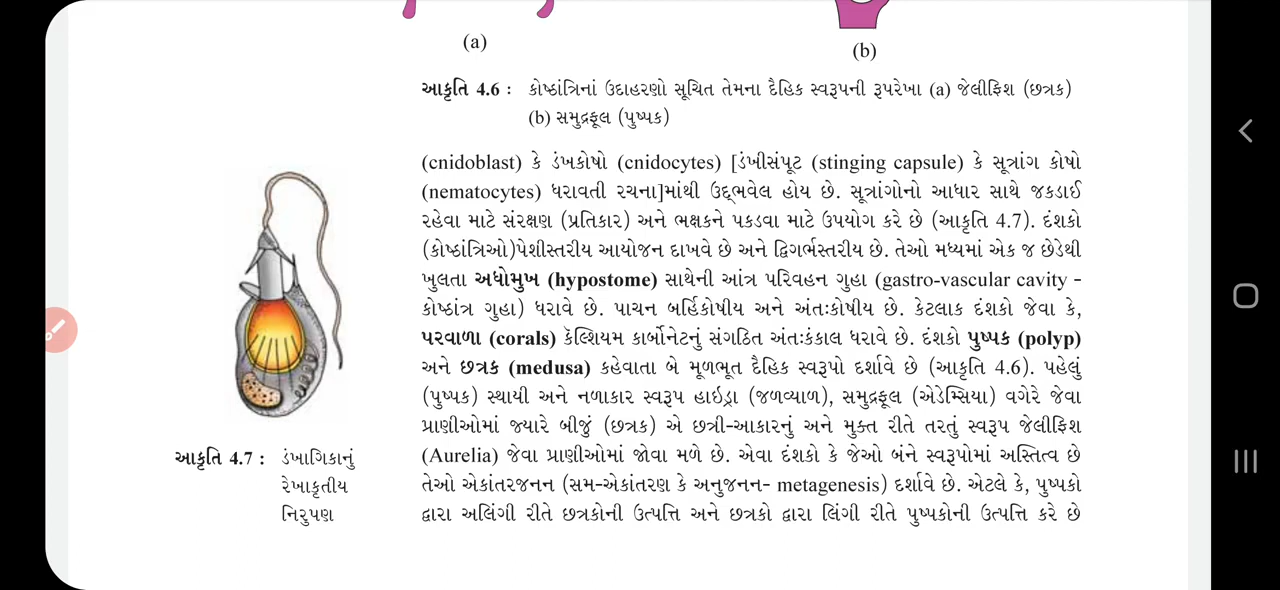 (a)
(b)
આકૃતિ 4.6 : કોષ્ઠાંત્રિનાં ઉદાહરણો સૂચિત તેમના દૈહિક સ્વરૂપની રૂપરેખા (a) જેલીફિશ (છત્રક)
(b) સમુદ્રફૂલ (પુષ્પક)
(cnidoblast) કે ડંખકોષો (cnidocytes) [ડંખીસંપૂટ (stinging capsule) કે સૂત્રાંગ કોષો
(nematocytes) ધરાવતી રચના]માંથી ઉદ્ભવેલ હોય છે. સૂત્રાંગોનો આધાર સાથે જકડાઈ
રહેવા માટે સંરક્ષણ (પ્રતિકાર) અને ભક્ષકને પકડવા માટે ઉપયોગ કરે છે (આકૃતિ 4.7). દંશકો
(કોષ્ઠાંત્રિઓ)પેશીસ્તરીય આયોજન દાખવે છે અને દ્વિગર્ભસ્તરીય છે. તેઓ મધ્યમાં એક જ છેડેથી
ખુલતા અધોમુખ (hypostome) સાથેની આંત્ર પરિવહન ગુહા (gastro-vascular cavity -
કોષ્ઠાંત્ર ગુહા) ધરાવે છે. પાચન બર્હિકોષીય અને અંતઃકોષીય છે. કેટલાક દંશકો જેવા કે,
પરવાળા (corals) કૅલ્શિયમ કાર્બોનેટનું સંગઠિત અંતઃકંકાલ ધરાવે છે. દંશકો પુષ્પક (polyp)
અને છત્રક (medusa) કહેવાતા બે મૂળભૂત દૈહિક સ્વરૂપો દર્શાવે છે (આકૃતિ 4.6). પહેલું
(પુષ્પક) સ્થાયી અને નળાકાર સ્વરૂપ હાઇડ્રા (જળવ્યાળ), સમુદ્રફૂલ (એડેમ્સિયા) વગેરે જેવા
પ્રાણીઓમાં જ્યારે બીજું (છત્રક) એ છત્રી-આકારનું અને મુક્ત રીતે તરતું સ્વરૂપ જેલીફિશ
(Aurelia) જેવા પ્રાણીઓમાં જોવા મળે છે. એવા દંશકો કે જેઓ બંને સ્વરૂપોમાં અસ્તિત્વ છે
તેઓ એકાંતરજનન (સમ-એકાંતરણ કે અનુજનન- metagenesis) દર્શાવે છે. એટલે કે, પુષ્પકો
દ્વારા અલિંગી રીતે છત્રકોની ઉત્પત્તિ અને છત્રકો દ્વારા લિંગી રીતે પુષ્પકોની ઉત્પત્તિ કરે છે
આકૃતિ 4.7 : ડંખાગિકાનું
રેખાકૃતીય
નિરુપણ